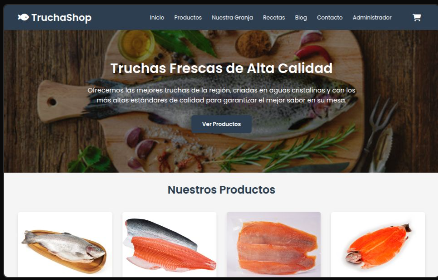 TruchaShop
Inicio Productos Nuestra Granja Recetas Blog Contacto Administrador
Truchas Frescas de Alta Calidad
Ofrecemos las mejores truchas de la región, criadas en aguas cristalinas y con los
más altos estándares de calidad para garantizar el mejor sabor en su mesa.
Ver Productos
Nuestros Productos